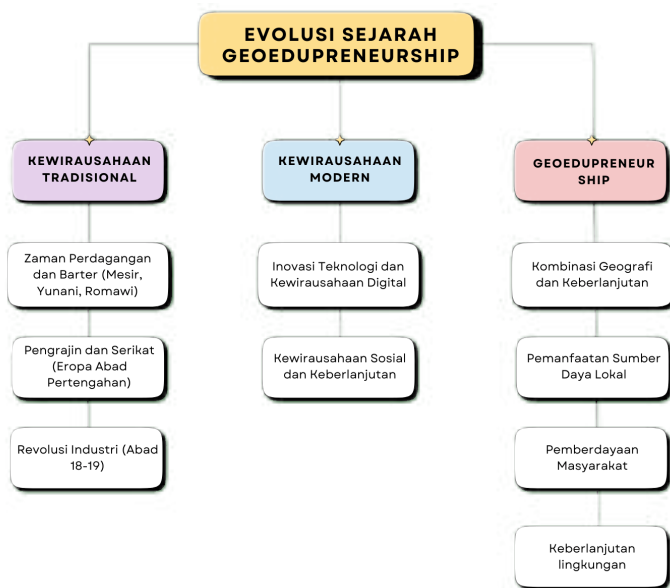 EVOLUSI SEJARAH
GEOEDUPRENEURSHIP
KEWIRAUSAHAAN
TRADISIONAL
Zaman Perdagangan
dan Barter (Mesir,
Yunani, Romawi)
Pengrajin dan Serikat
(Eropa Abad
Pertengahan)
Revolusi Industri (Abad
18-19)
KEWIRAUSAHAAN
MODERN
Inovasi Teknologi dan
Kewirausahaan Digital
Kewirausahaan Sosial
dan Keberlanjutan
GEOEDUPRENEUR
SHIP
Kombinasi Geografi
dan Keberlanjutan
Pemanfaatan Sumber
Daya Lokal
Pemberdayaan
Masyarakat
Keberlanjutan
lingkungan